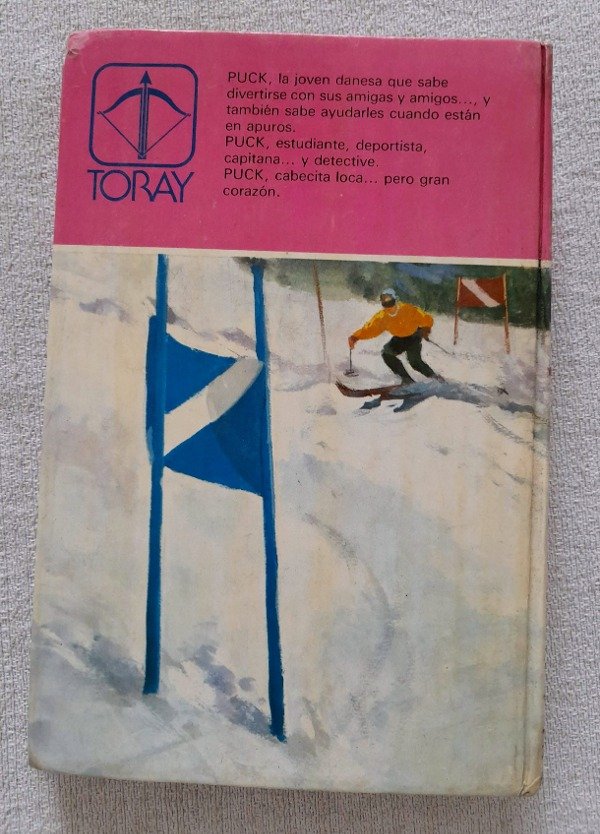 TORAY
PUCK, la joven danesa que sabe
divertirse con sus amigas y amigos..., y
también sabe ayudarles cuando están
en apuros.
PUCK, estudiante, deportista,
capitana... y detective.
PUCK, cabecita loca... pero gran
corazón.